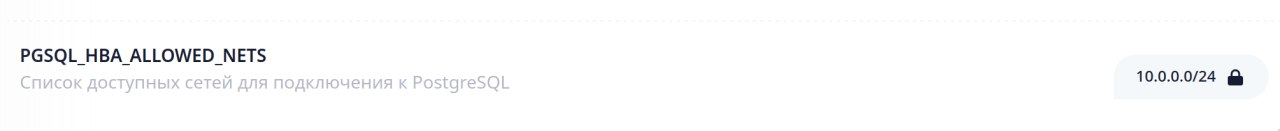 PGSQL_HBA_ALLOWED_NETS
Список доступных сетей для подключения к PostgreSQL
10.0.0.0/24